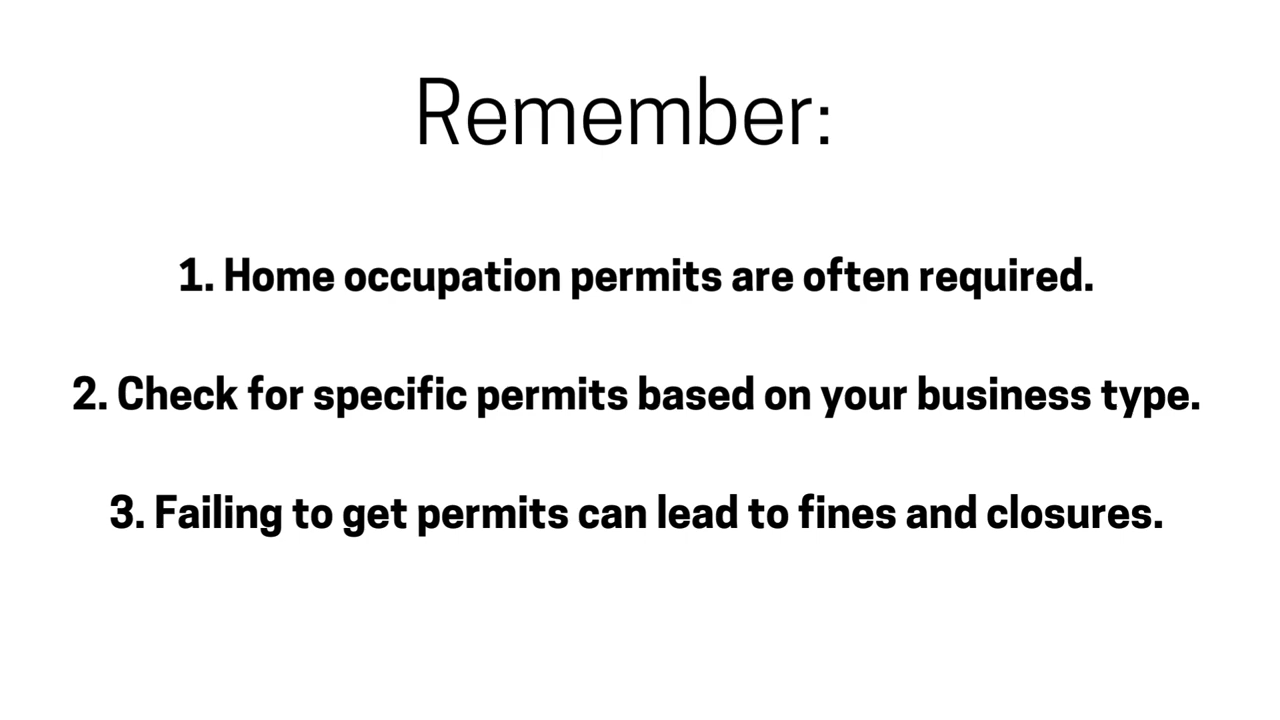 Remember:
1. Home occupation permits are often required.
2. Check for specific permits based on your business type.
3. Failing to get permits can lead to fines and closures.